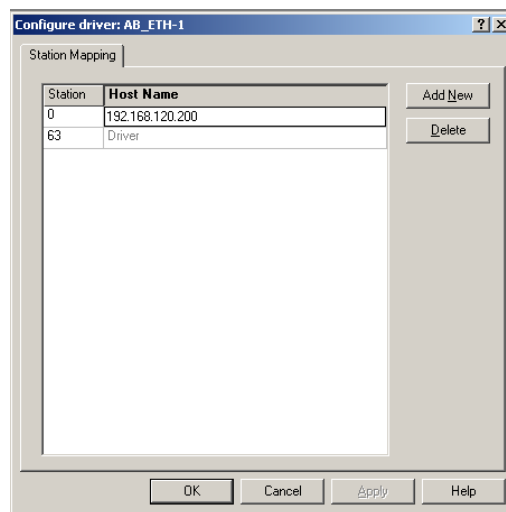 Configure driver: AB_ETH-1
Station Mapping
Station Host Name
0 192.168.120.200
63 Driver
Add New
Delete
OK Cancel Apply Help